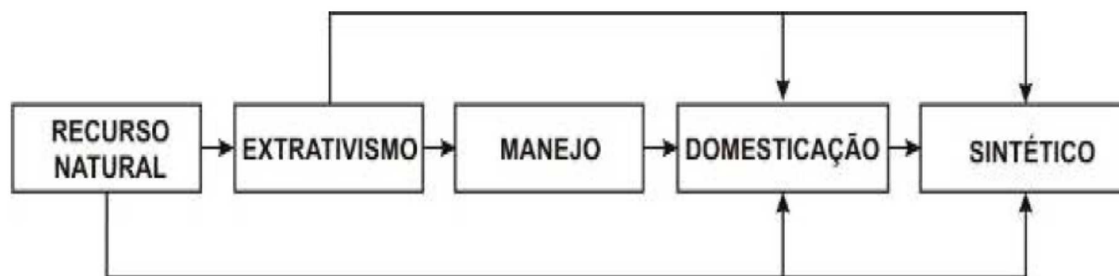 RECURSO
NATURAL
EXTRATIVISMO
MANEJO
DOMESTICAÇÃO
SINTÉTICO